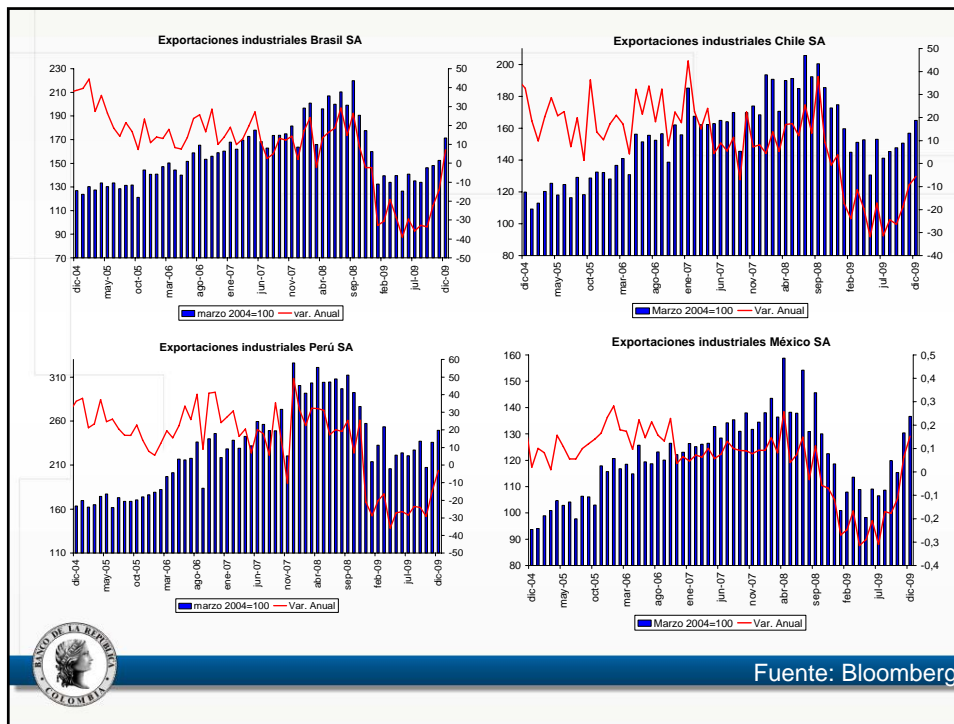 Exportaciones industriales Brasil SA
230
210
190
170
150
130
110
90
70
50
40
30
20
10
0
-10
-20
-30
-40
-50
dic-04
may-05
oct-05
mar-06
ago-06
ene-07
jun-07
nov-07
abr-08
sep-08
feb-09
jul-09
dic-09
marzo 2004=100 var. Anual
Exportaciones industriales Chile SA
200
180
160
140
120
100
80
50
40
30
20
10
0
-10
-20
-30
-40
dic-04
may-05
oct-05
mar-06
ago-06
ene-07
jun-07
nov-07
abr-08
sep-08
feb-09
jul-09
dic-09
Marzo 2004=100 Var. Anual
Exportaciones industriales Perú SA
310
260
210
160
110
60
50
40
30
20
10
0
-10
-20
-30
-40
-50
dic-04
may-05
oct-05
mar-06
ago-06
ene-07
jun-07
nov-07
abr-08
sep-08
feb-09
jul-09
dic-09
marzo 2004=100 Var. Anual
Exportaciones industriales México SA
160
150
140
130
120
110
100
90
80
0,5
0,4
0,3
0,2
0,1
0
-0,1
-0,2
-0,3
-0,4
dic-04
may-05
oct-05
mar-06
ago-06
ene-07
jun-07
nov-07
abr-08
sep-08
feb-09
jul-09
dic-09
Marzo 2004=100 Var. Anual
BANCO DE LA REPÚBLICA
COLOMBIA
Fuente: Bloomberg